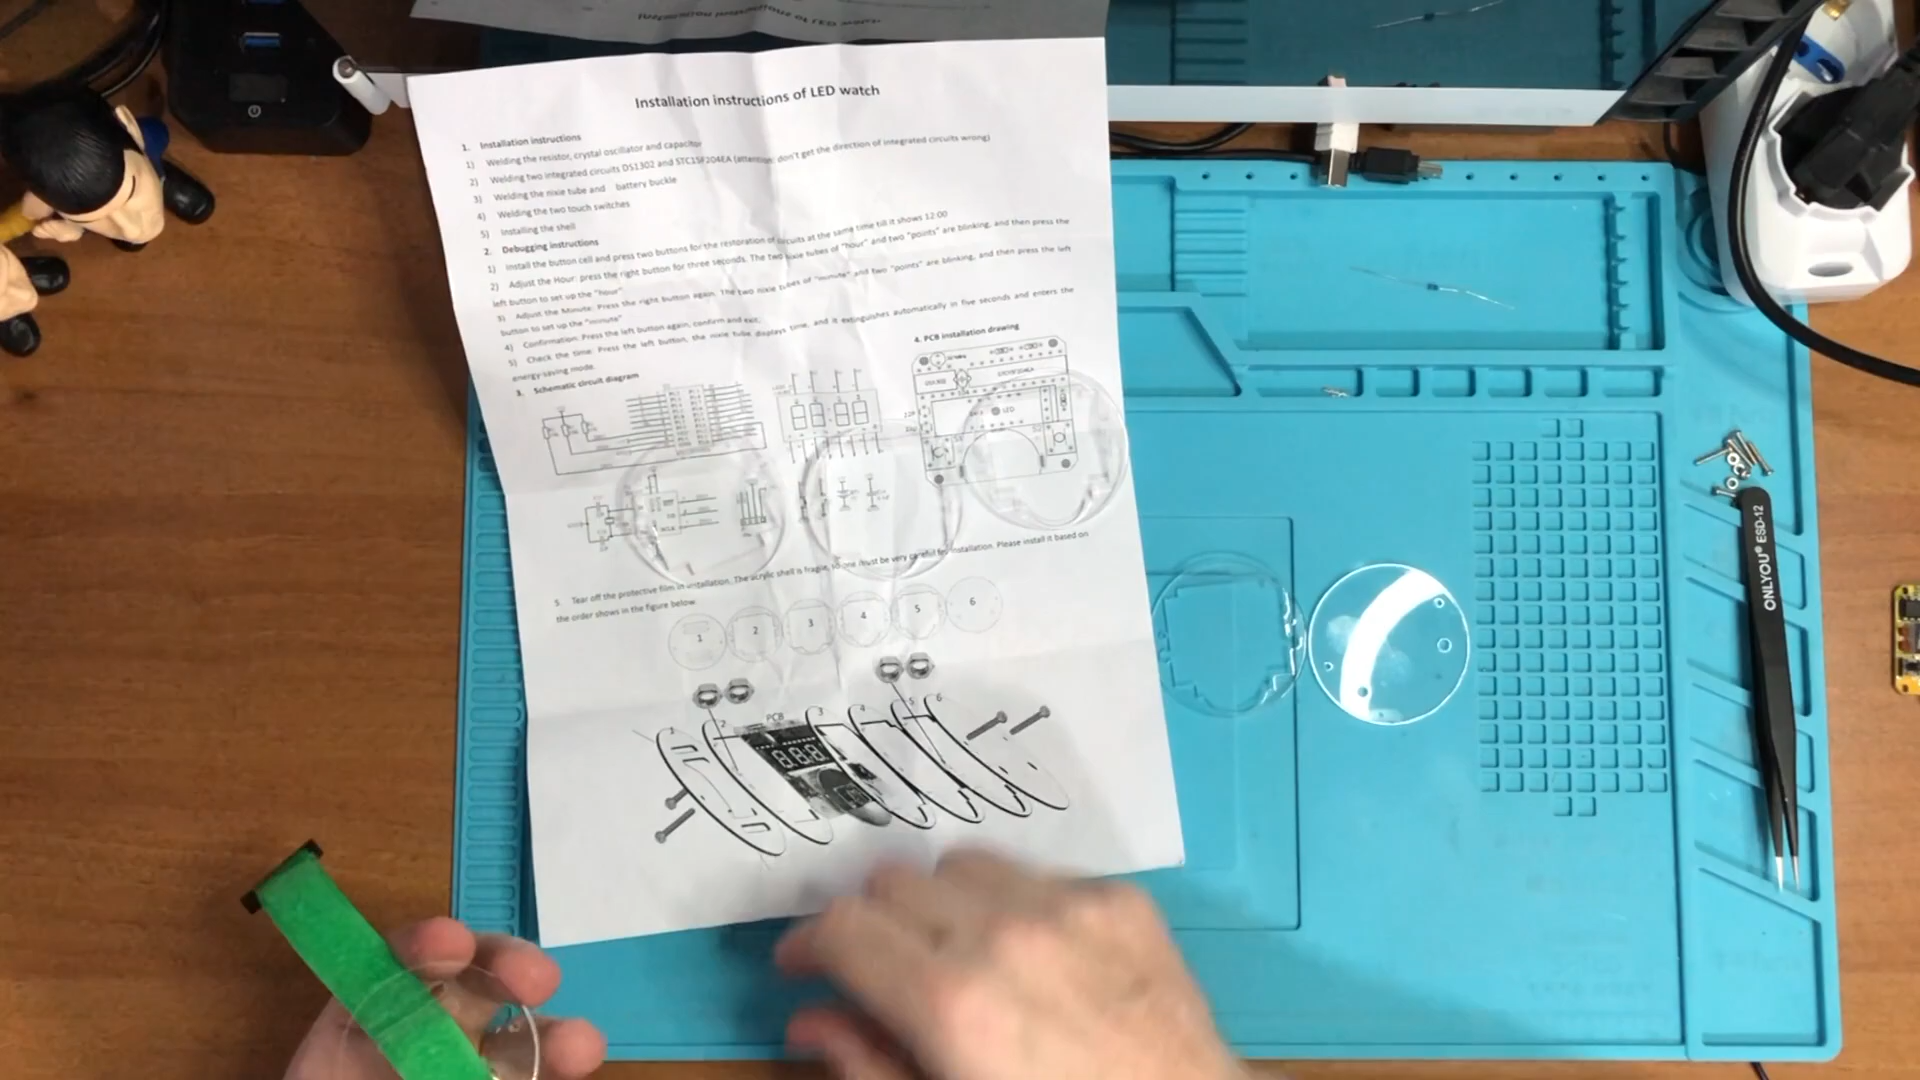 Installation instructions of LED watch
1. Installation instructions
1) Welding the resistor, crystal oscillator and capacitor
2) Welding two integrated circuits DS1302 and STC15F204EA (attention: don't get the direction of integrated circuits wrong)
3) Welding the nixie tube and battery buckle
4) Welding the two touch switches
5) Installing the shell
2. Debugging instructions
1) Install the button cell and press two buttons for the restoration of circuits at the same time till it shows 12:00
2) Adjust the Hour: press the right button for three seconds. The two nixie tubes of "hour" and two "points" are blinking, and then press the
left button to set up the "hour"
3) Adjust the Minute: Press the right button again. The two nixie tubes of "minute" and two "points" are blinking, and then press the left
button to set up the "minute"
4) Confirmation: Press the left button again, confirm and exit.
5) Check the time: Press the left button, the nixie tube displays time, and it extinguishes automatically in five seconds and enters the
energy-saving mode.
3. Schematic circuit diagram
4. PCB installation drawing
LED
5. Tear off the protective film in installation. The acrylic shell is fragile, so one must be very careful for installation. Please install it based on
the order shows in the figure below
1 2 3 4 5 6
1 2 PCB 3 4 5 6
8:8:8
ONLYOU® ESD-12